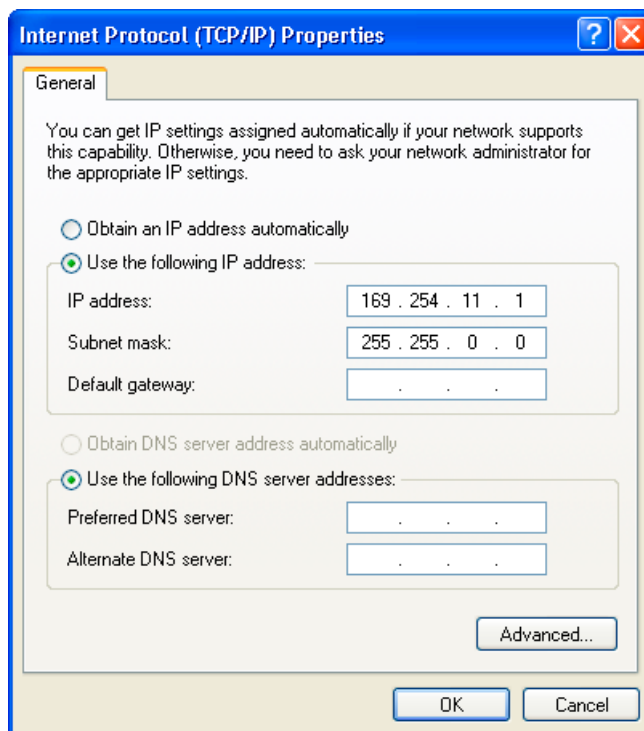 Internet Protocol (TCP/IP) Properties
General
You can get IP settings assigned automatically if your network supports
this capability. Otherwise, you need to ask your network administrator for
the appropriate IP settings.
Obtain an IP address automatically
Use the following IP address:
IP address: 169 . 254 . 11 . 1
Subnet mask: 255 . 255 . 0 . 0
Default gateway: . . .
Obtain DNS server address automatically
Use the following DNS server addresses:
Preferred DNS server: . . .
Alternate DNS server: . . .
Advanced...
OK Cancel